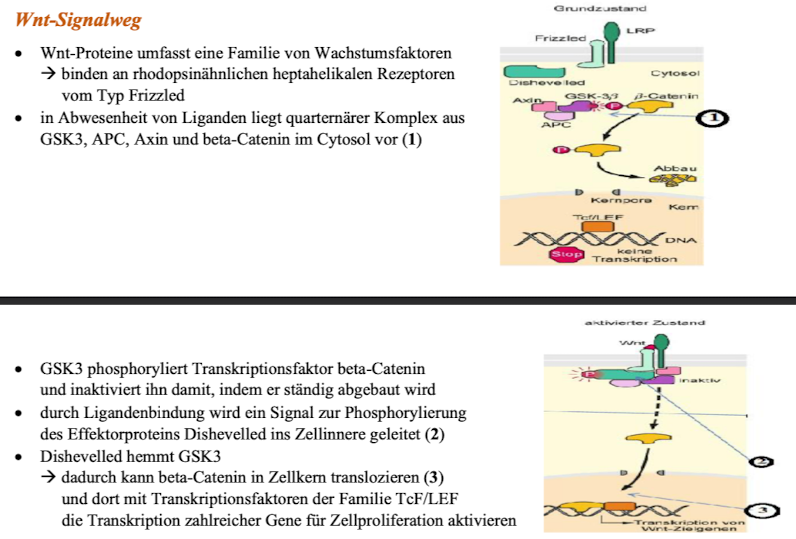 Wnt-Signalweg
• Wnt-Proteine umfasst eine Familie von Wachstumsfaktoren
→ binden an rhodopsinähnlichen heptahelikalen Rezeptoren
vom Typ Frizzled
• in Abwesenheit von Liganden liegt quarternärer Komplex aus
GSK3, APC, Axin und beta-Catenin im Cytosol vor (1)
Grundzustand
Frizzled
LRP
Dishevelled
Cytosol
Axin
GSK-3β
β-Catenin
P
1
APC
P
Abbau
Kernpore
Kern
Tcf/LEF
DNA
Stop
keine
Transkription
• GSK3 phosphoryliert Transkriptionsfaktor beta-Catenin
und inaktiviert ihn damit, indem er ständig abgebaut wird
• durch Ligandenbindung wird ein Signal zur Phosphorylierung
des Effektorproteins Dishevelled ins Zellinnere geleitet (2)
• Dishevelled hemmt GSK3
→ dadurch kann beta-Catenin in Zellkern translozieren (3)
und dort mit Transkriptionsfaktoren der Familie TcF/LEF
die Transkription zahlreicher Gene für Zellproliferation aktivieren
aktivierter Zustand
Wnt
P
inaktiv
2
3
Transkription von
Wnt-Zielgenen